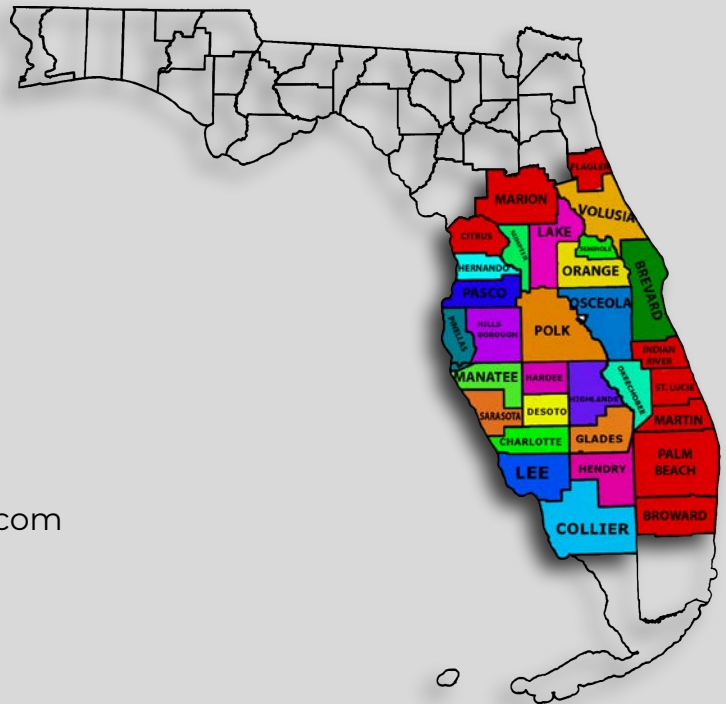 FLAGLER
MARION
VOLUSIA
LAKE
CITRUS
SUMTER
SEMINOLE
HERNANDO
ORANGE
BREVARD
PASCO
OSCEOLA
PINELLAS
HILLS
BOROUGH
POLK
INDIAN
RIVER
MANATEE
HARDEE
HIGHLANDS
OKEECHOBEE
ST. LUCIE
SARASOTA
DESOTO
MARTIN
CHARLOTTE
GLADES
PALM
BEACH
LEE
HENDRY
com
BROWARD
COLLIER